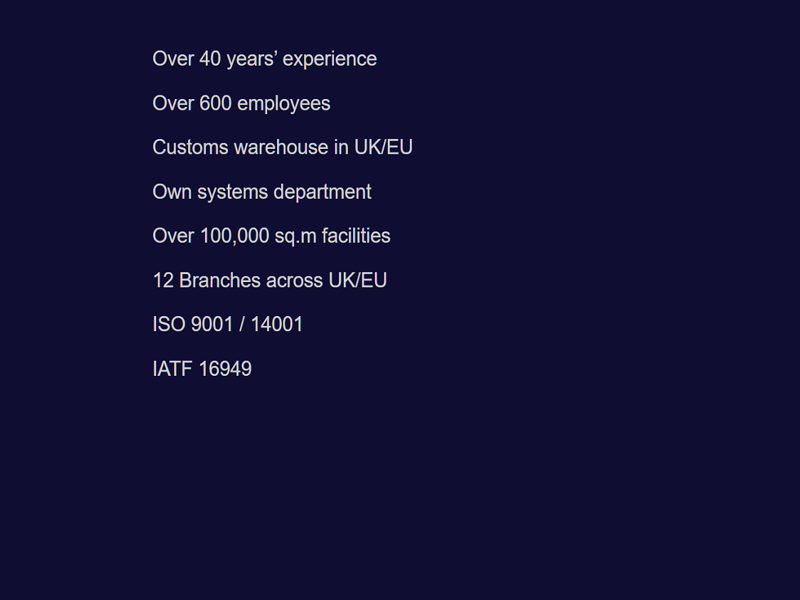 Over 40 years’ experience
Over 600 employees
Customs warehouse in UK/EU
Own systems department
Over 100,000 sq.m facilities
12 Branches across UK/EU
ISO 9001 / 14001
IATF 16949